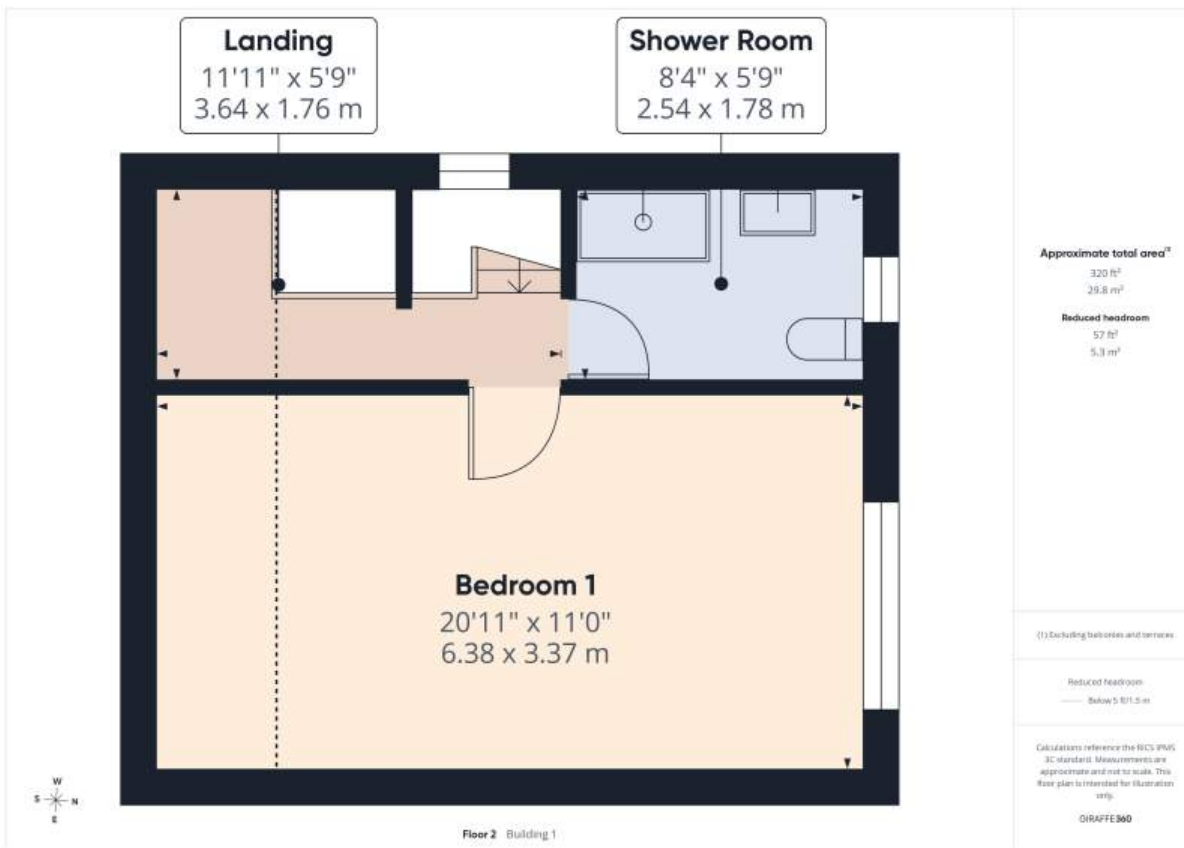 Landing
11'11" x 5'9"
3.64 x 1.76 m
Shower Room
8'4" x 5'9"
2.54 x 1.78 m
Bedroom 1
20'11" x 11'0"
6.38 x 3.37 m
W
S N
E
Floor 2 Building 1
Approximate total area⁽¹⁾
320 ft²
29.8 m²
Reduced headroom
57 ft²
5.3 m²
(1) Excluding balconies and terraces
Reduced headroom
Below 5 ft/1.5 m
Calculations reference the RICS IPMS
3C standard. Measurements are
approximate and not to scale. This
floor plan is intended for illustration
only.
GIRAFFE360